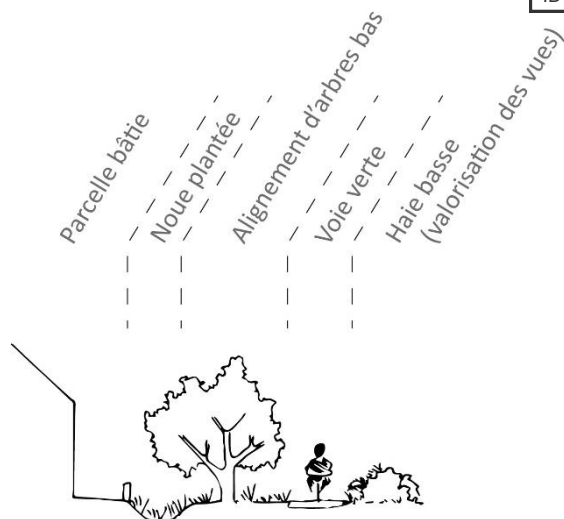 Parcelle bâtie
Noue plantée
Alignement d'arbres bas
Voie verte
Haie basse
(valorisation des vues)